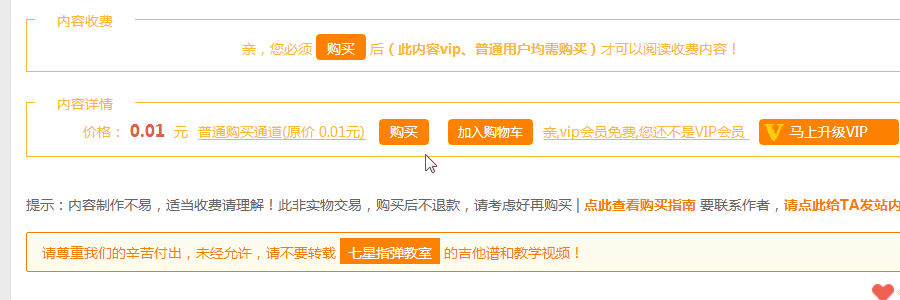 内容收费
亲，您必须 购买 后（此内容vip、普通用户均需购买）才可以阅读收费内容！
内容详情
价格： 0.01 元 普通购买通道(原价 0.01元) 购买 加入购物车 亲,vip会员免费,您还不是VIP会员 马上升级VIP
提示：内容制作不易，适当收费请理解！此非实物交易，购买后不退款，请考虑好再购买 | 点此查看购买指南 要联系作者，请点此给TA发站内
请尊重我们的辛苦付出，未经允许，请不要转载 七星指弹教室 的吉他谱和教学视频！